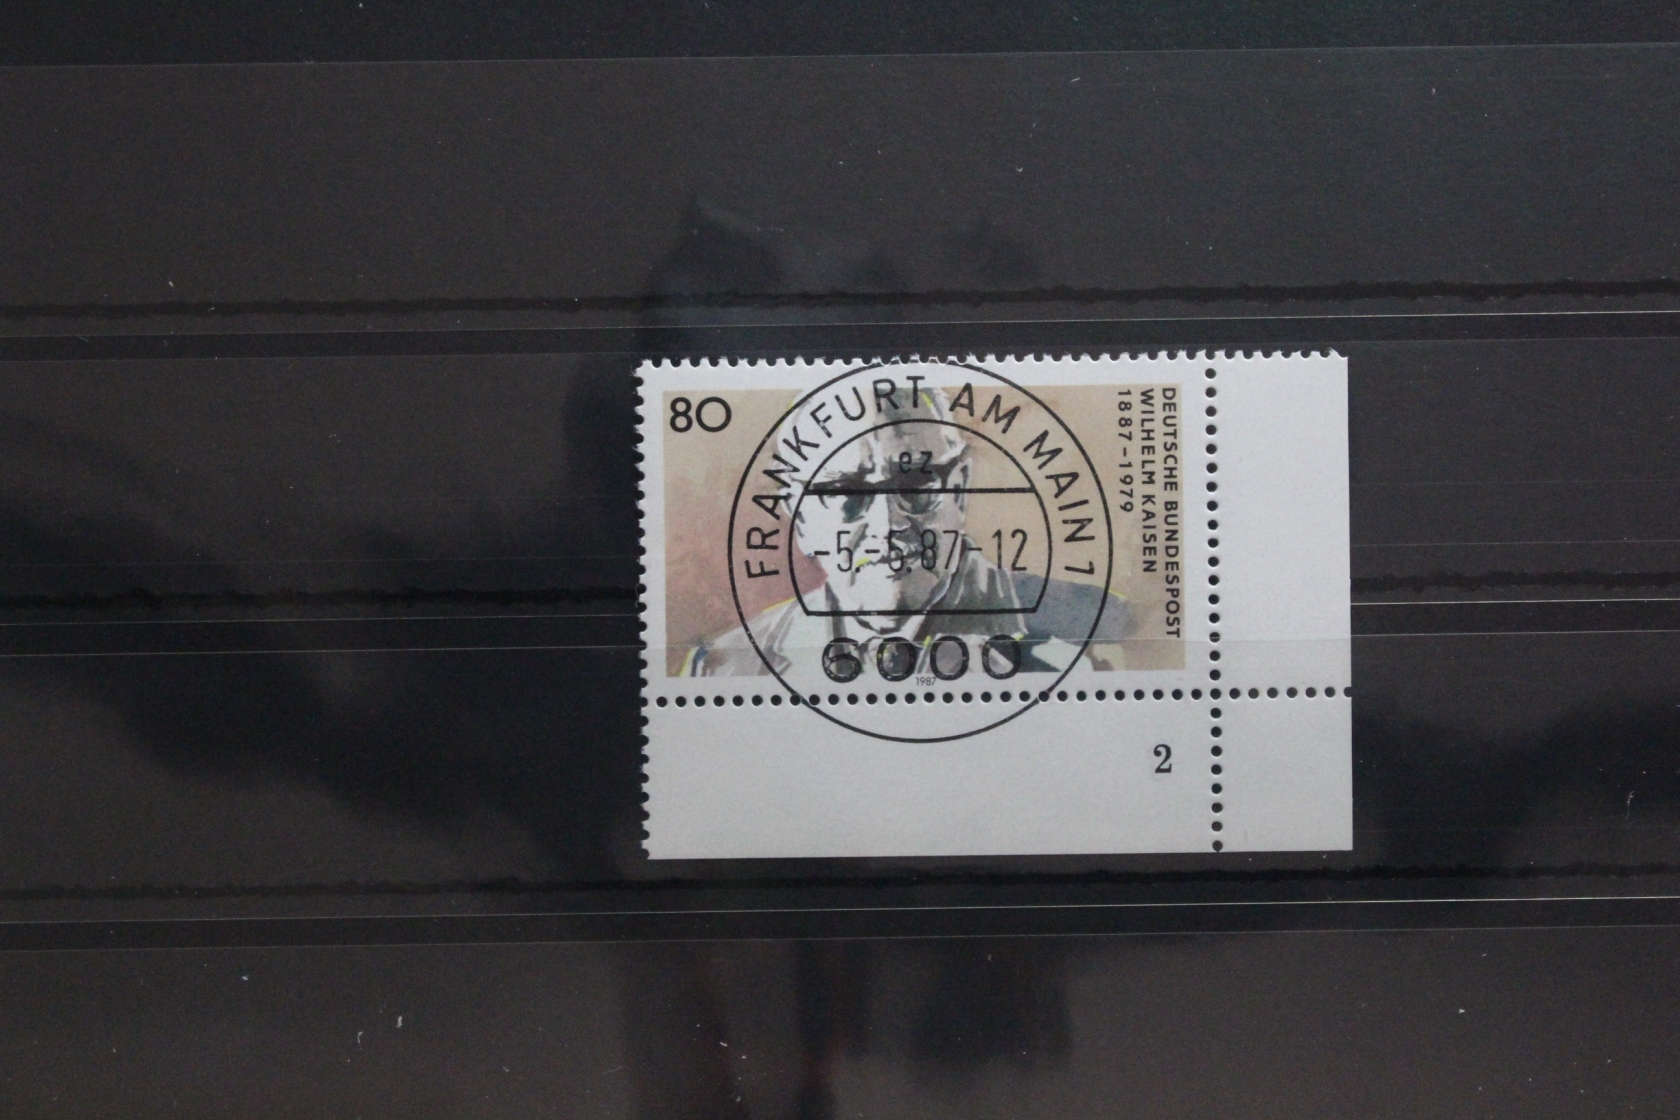 80
DEUTSCHE BUNDESPOST
WILHELM KAISEN
1887-1979
FRANKFURT AM MAIN 1
ez
-5.-5.87-12
6000
1987
2